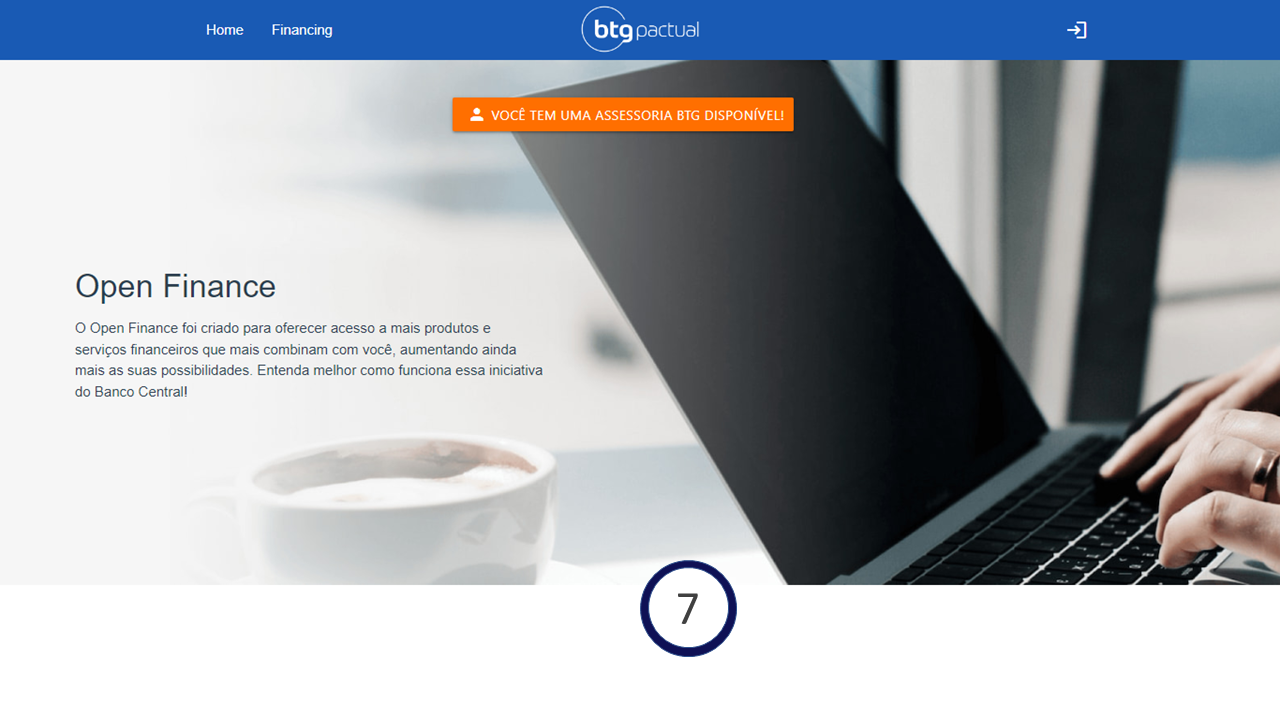 Home
Financing
btg pactual
VOCÊ TEM UMA ASSESSORIA BTG DISPONÍVEL!
Open Finance
O Open Finance foi criado para oferecer acesso a mais produtos e
serviços financeiros que mais combinam com você, aumentando ainda
mais as suas possibilidades. Entenda melhor como funciona essa iniciativa
do Banco Central!
7